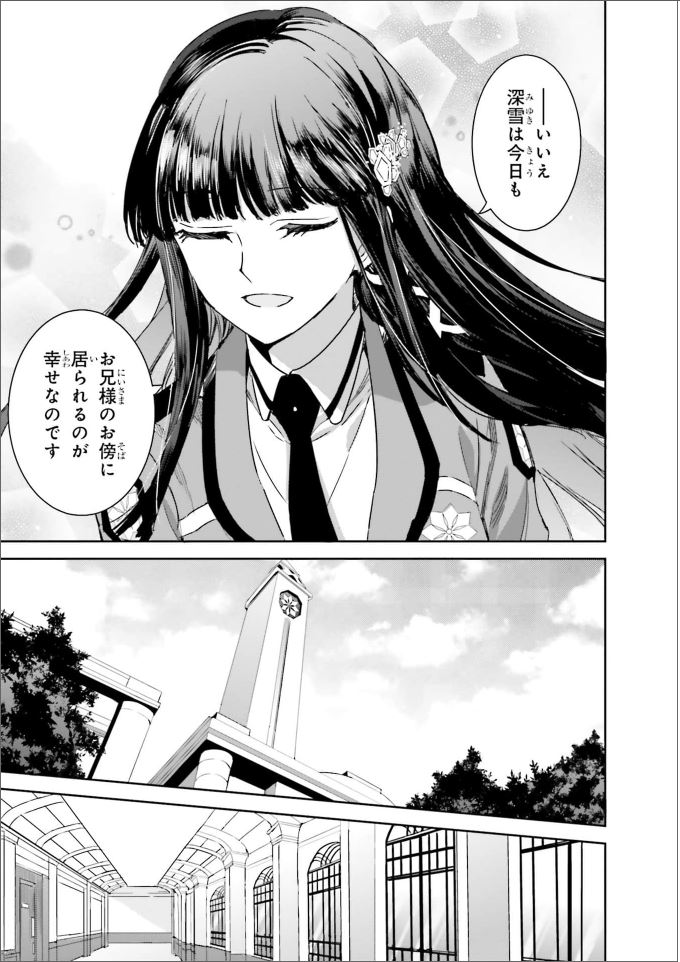 ――いいえ
深雪は今日も
お兄様のお傍に
居られるのが
幸せなのです